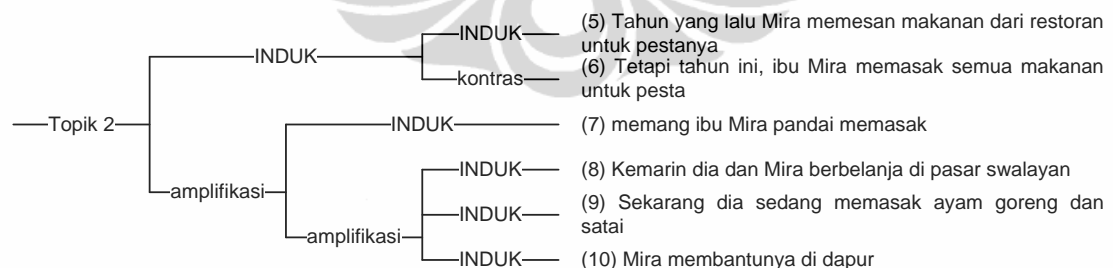 INDUK
(5) Tahun yang lalu Mira memesan makanan dari restoran
untuk pestanya
INDUK
kontras
(6) Tetapi tahun ini, ibu Mira memasak semua makanan
untuk pesta
Topik 2
INDUK
(7) memang ibu Mira pandai memasak
INDUK
(8) Kemarin dia dan Mira berbelanja di pasar swalayan
amplifikasi
INDUK
(9) Sekarang dia sedang memasak ayam goreng dan
satai
amplifikasi
INDUK
(10) Mira membantunya di dapur